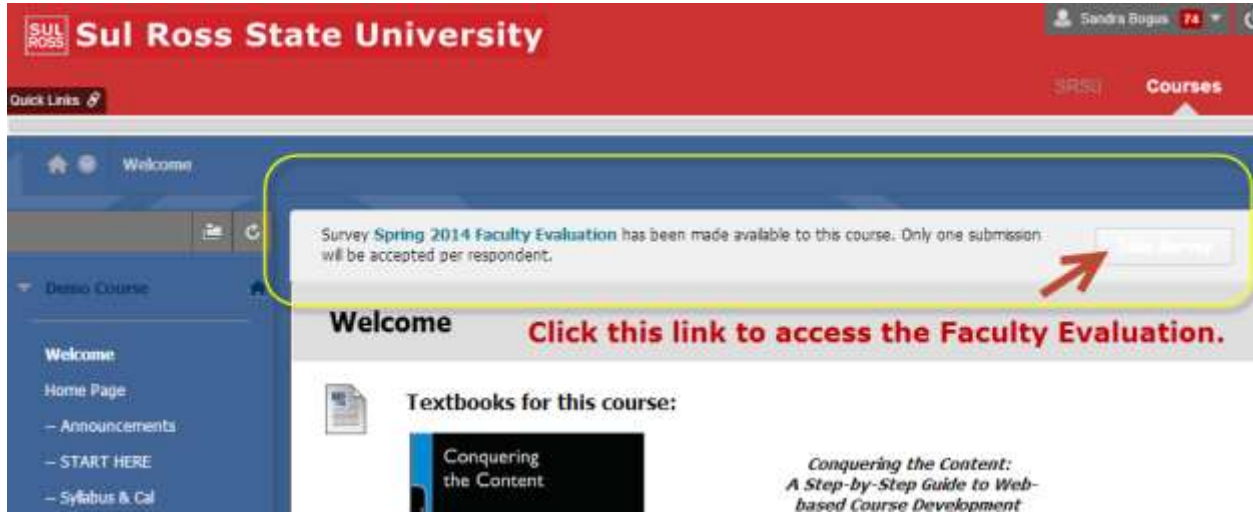 SUL
ROSS
Sul Ross State University
Sandra Bogus 74
Quick Links
SRSU
Courses
Welcome
Survey Spring 2014 Faculty Evaluation has been made available to this course. Only one submission
will be accepted per respondent.
Survey
Demo Course
Welcome
Click this link to access the Faculty Evaluation.
Welcome
Home Page
-- Announcements
-- START HERE
-- Syllabus & Cal
Textbooks for this course:
Conquering
the Content
Conquering the Content:
A Step-by-Step Guide to Web-
based Course Development